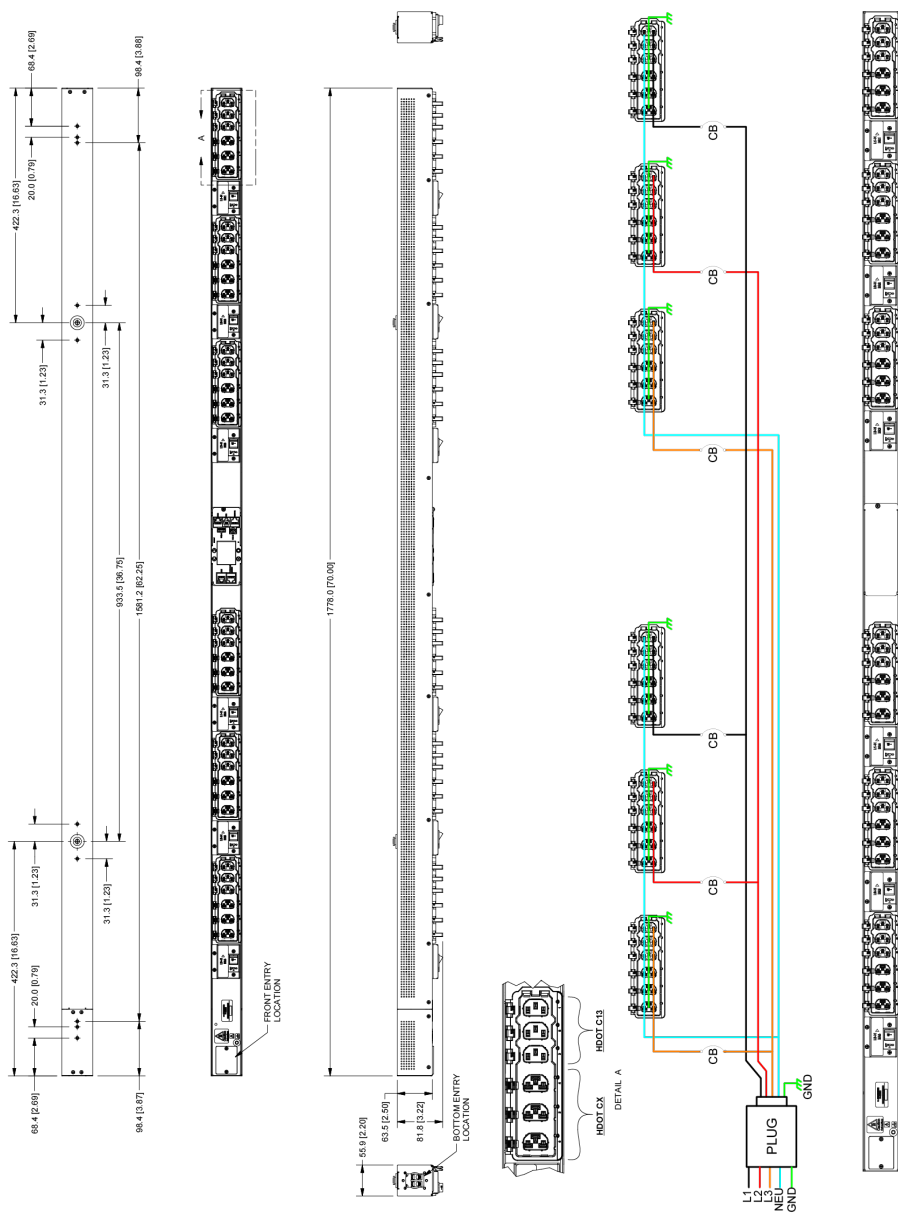 68.4 [2.69]
98.4 [3.88]
422.3 [16.63]
20.0 [0.79]
31.3 [1.23]
31.3 [1.23]
933.5 [36.75]
1581.2 [62.25]
31.3 [1.23]
31.3 [1.23]
422.3 [16.63]
20.0 [0.79]
68.4 [2.69]
98.4 [3.87]
A
FRONT ENTRY
LOCATION
1778.0 [70.00]
63.5 [2.50]
81.8 [3.22]
55.9 [2.20]
BOTTOM ENTRY
LOCATION
HDOT CX
HDOT C13
DETAIL A
CB
CB
CB
CB
CB
CB
PLUG
GND
L1
L2
L3
NEU
GND